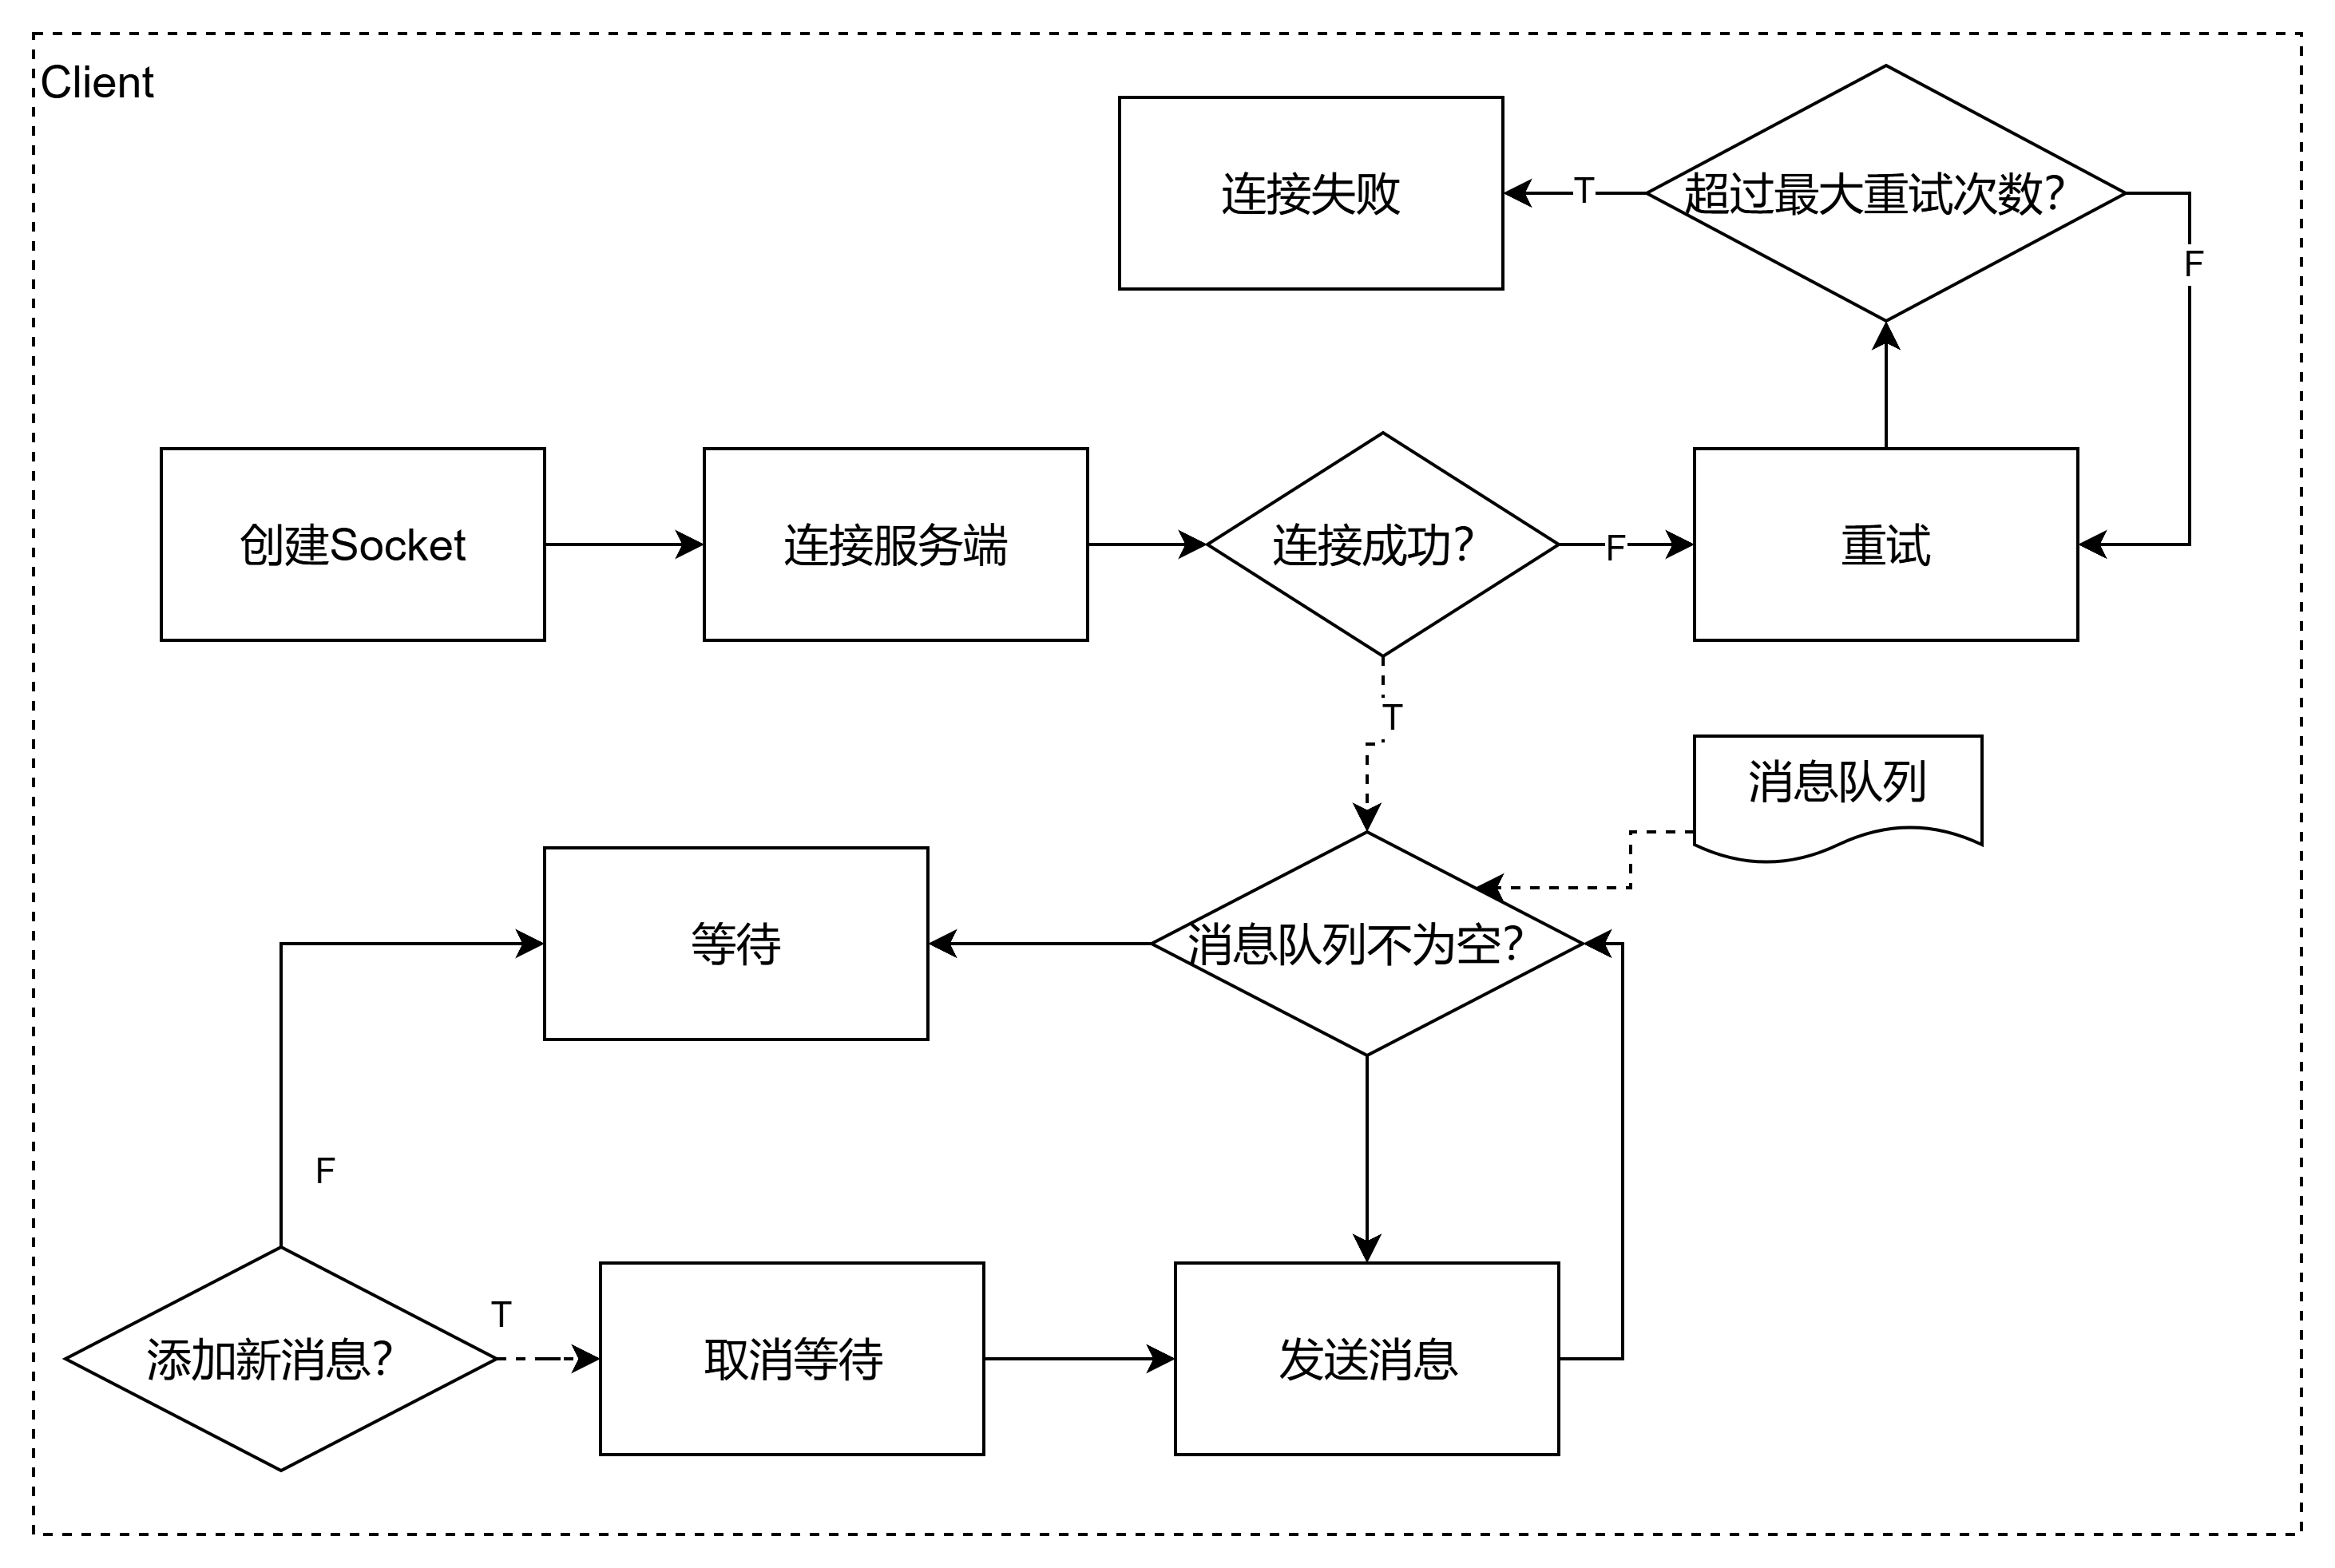 Client
连接失败
T
超过最大重试次数?
F
创建Socket
连接服务端
连接成功?
F
重试
T
消息队列
等待
消息队列不为空?
F
T
添加新消息?
取消等待
发送消息